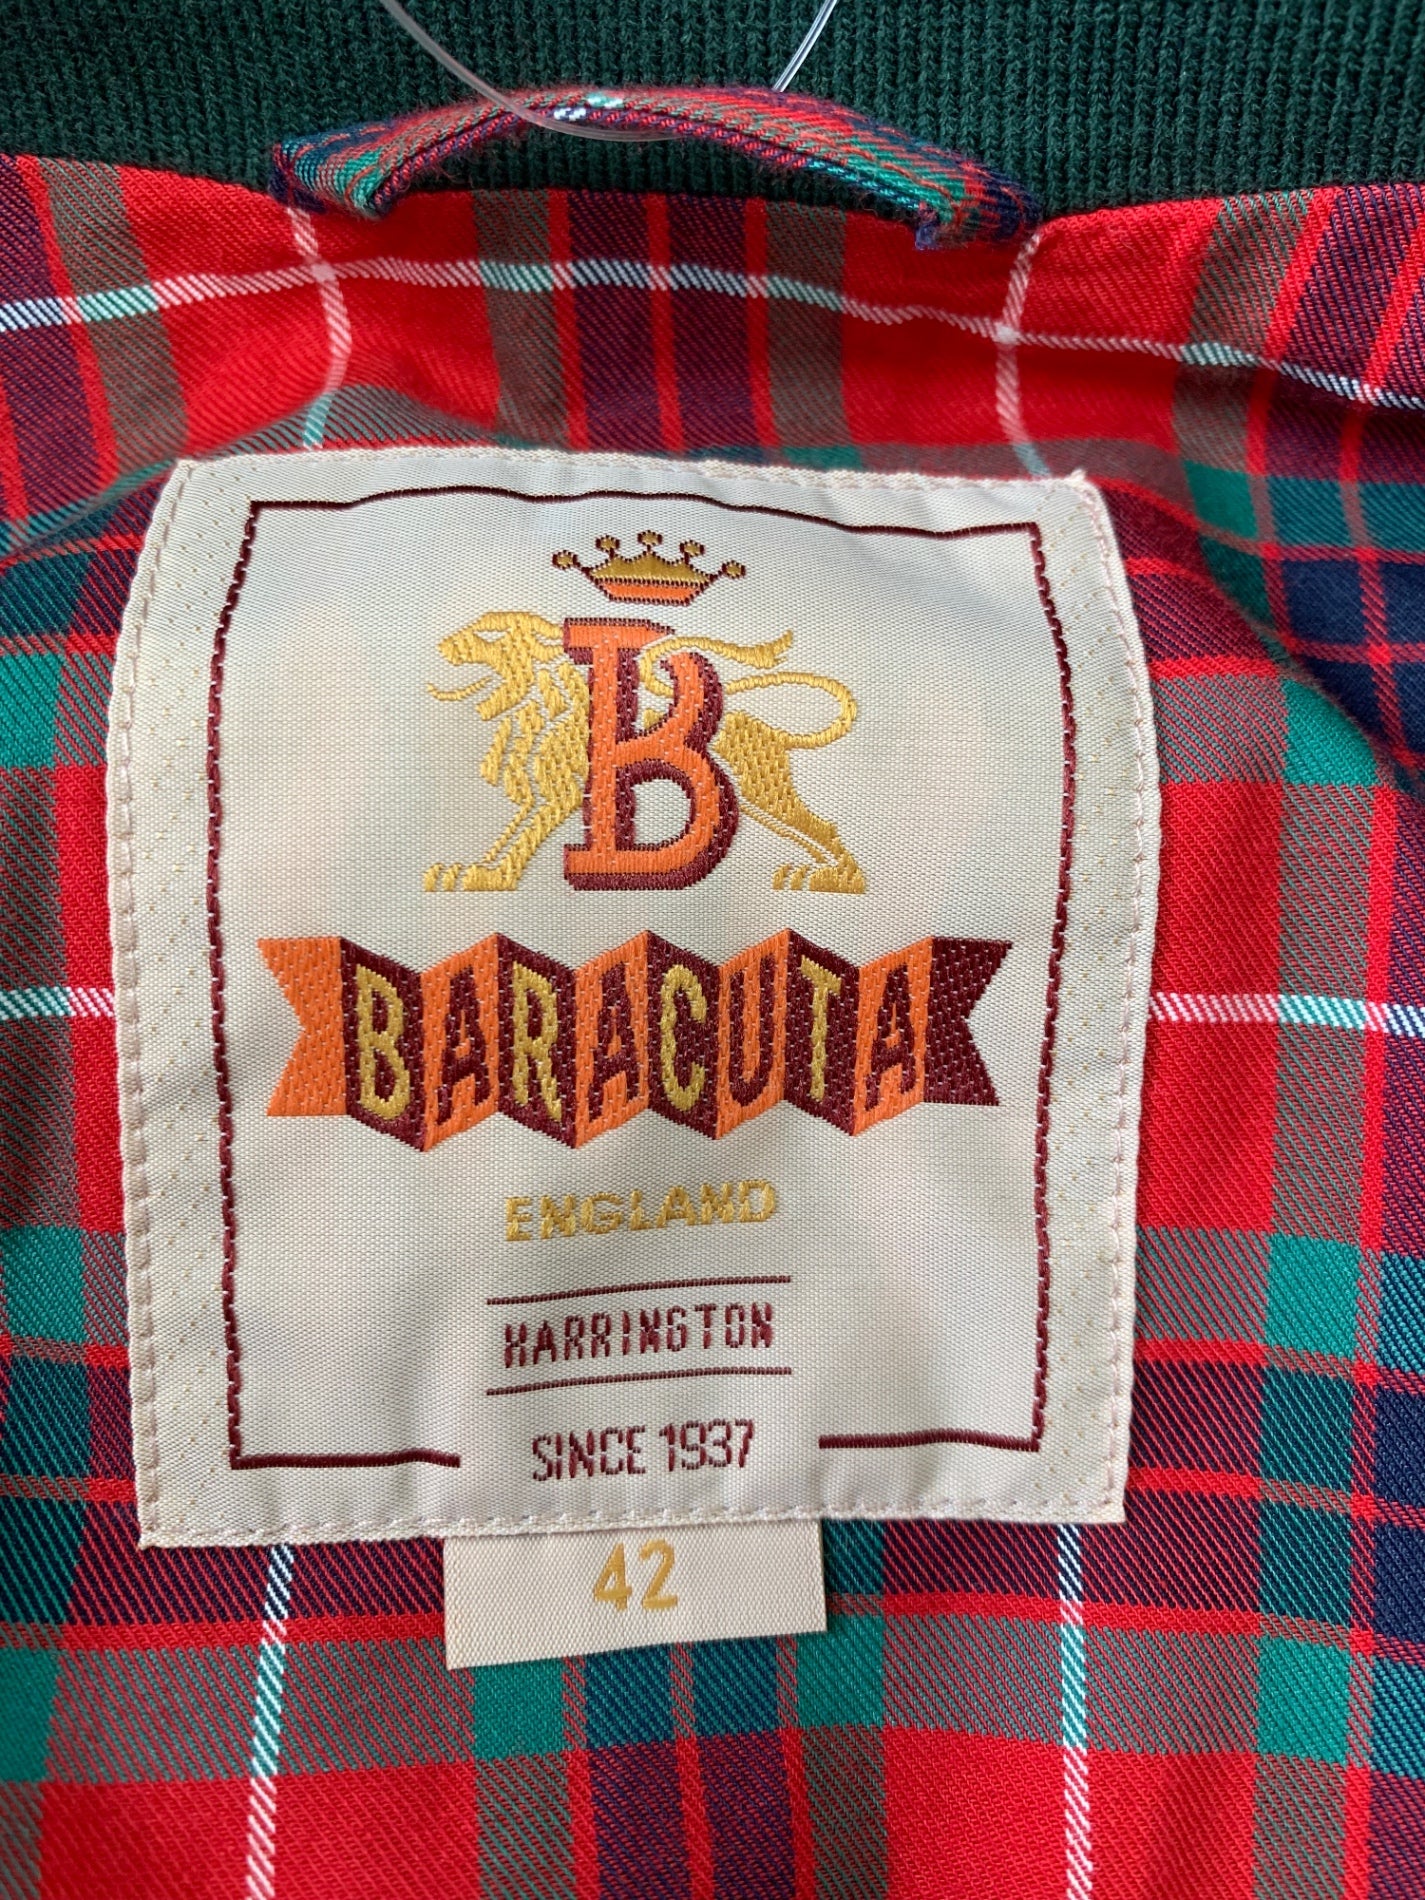 B
BARACUTA
ENGLAND
HARRINGTON
SINCE 1937
42